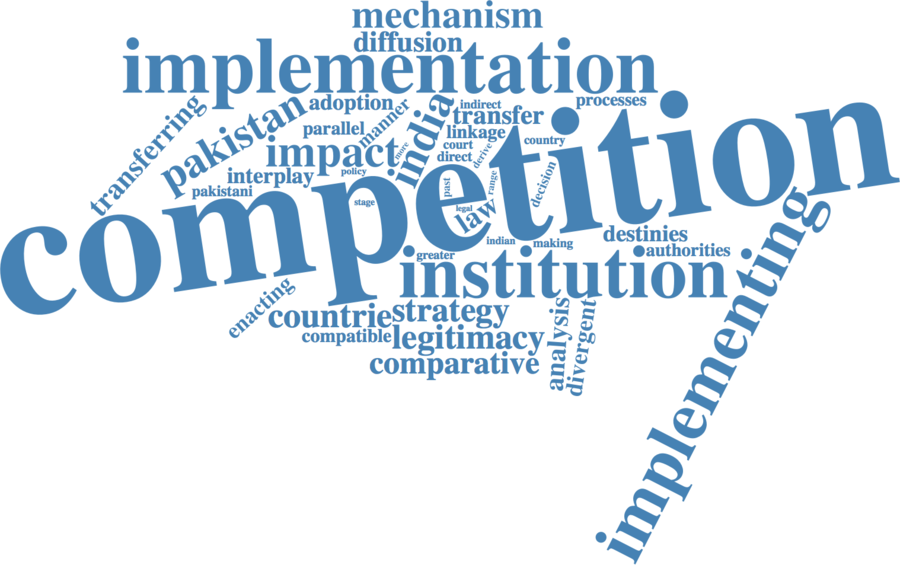 mechanism
diffusion
implementation
transferring
pakistan
adoption
manner
india
indirect
transfer
processes
parallel
linkage
impact
more
court
derive
country
direct
interplay
policy
pakistani
past
range
decision
competition
stage
legal
law
indian
making
destinies
greater
authorities
institution
implementing
enacting
countrie
strategy
compatible
legitimacy
analysis
divergent
comparative